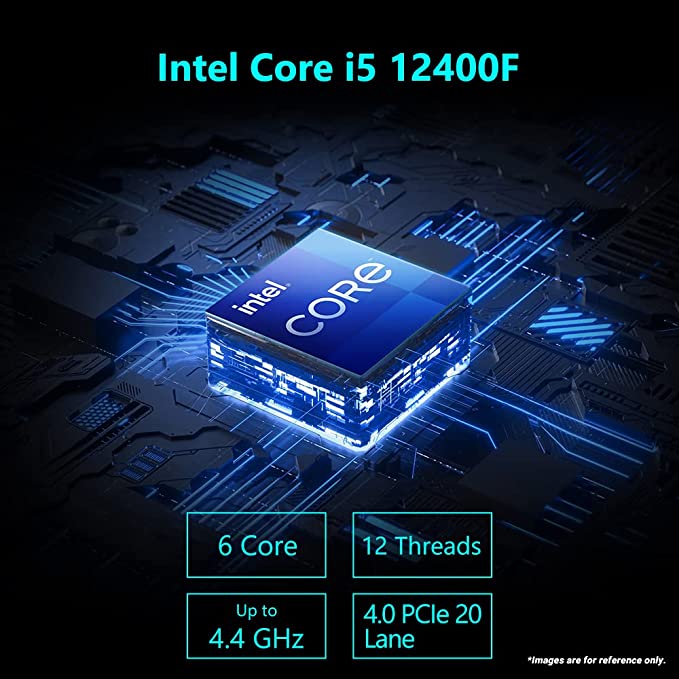 Intel Core i5 12400F
intel.
CORE
6 Core
12 Threads
Up to
4.4 GHz
4.0 PCIe 20
Lane
*Images are for reference only.